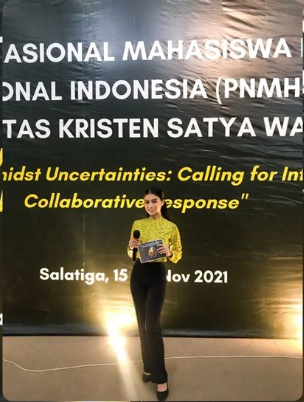 ASIONAL MAHASISWA
ONAL INDONESIA (PNMH
TAS KRISTEN SATYA WA
midst Uncertainties: Calling for Int
Collaborative Response"
Salatiga, 15 Nov 2021